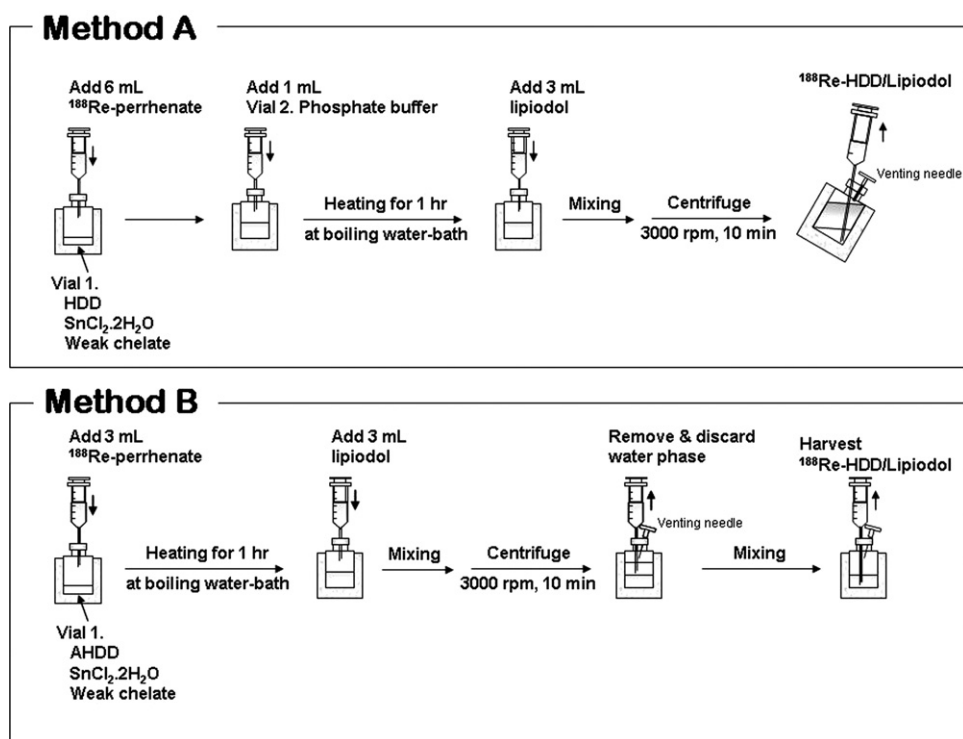 Method A
Add 6 mL
¹⁸⁸Re-perrhenate
Add 1 mL
Vial 2. Phosphate buffer
Add 3 mL
lipiodol
¹⁸⁸Re-HDD/Lipiodol
Venting needle
Heating for 1 hr
at boiling water-bath
Mixing
Centrifuge
3000 rpm, 10 min
Vial 1.
HDD
SnCl₂.2H₂O
Weak chelate
Method B
Add 3 mL
¹⁸⁸Re-perrhenate
Add 3 mL
lipiodol
Remove & discard
water phase
Harvest
¹⁸⁸Re-HDD/Lipiodol
Venting needle
Heating for 1 hr
at boiling water-bath
Mixing
Centrifuge
3000 rpm, 10 min
Mixing
Vial 1.
AHDD
SnCl₂.2H₂O
Weak chelate